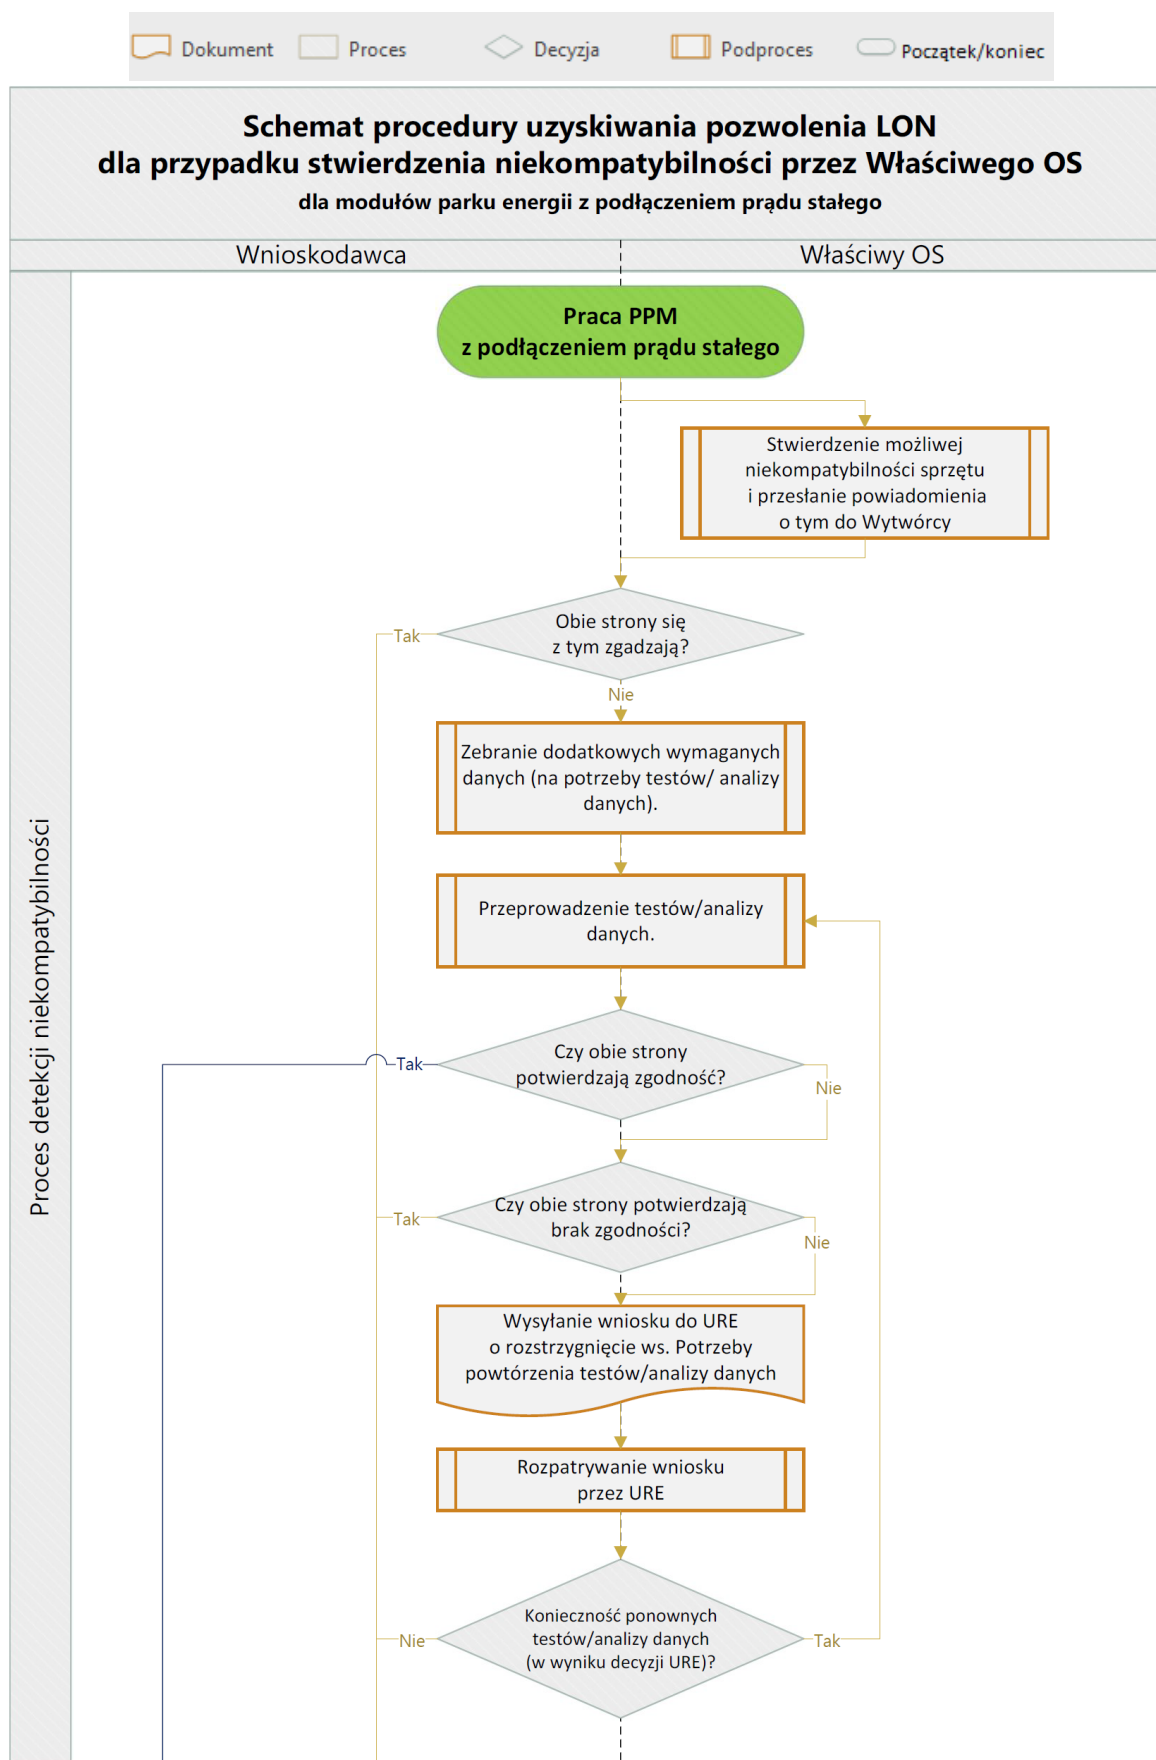 Dokument Proces Decyzja Podproces Początek/koniec
Schemat procedury uzyskiwania pozwolenia LON
dla przypadku stwierdzenia niekompatybilności przez Właściwego OS
dla modułów parku energii z podłączeniem prądu stałego
Wnioskodawca Właściwy OS
Proces detekcji niekompatybilności
Praca PPM
z podłączeniem prądu stałego
Stwierdzenie możliwej
niekompatybilności sprzętu
i przesłanie powiadomienia
o tym do Wytwórcy
Obie strony się
z tym zgadzają?
Tak
Nie
Zebranie dodatkowych wymaganych
danych (na potrzeby testów/ analizy
danych).
Przeprowadzenie testów/analizy
danych.
Czy obie strony
potwierdzają zgodność?
Tak
Nie
Czy obie strony potwierdzają
brak zgodności?
Tak
Nie
Wysyłanie wniosku do URE
o rozstrzygnięcie ws. Potrzeby
powtórzenia testów/analizy danych
Rozpatrywanie wniosku
przez URE
Konieczność ponownych
testów/analizy danych
(w wyniku decyzji URE)?
Nie
Tak